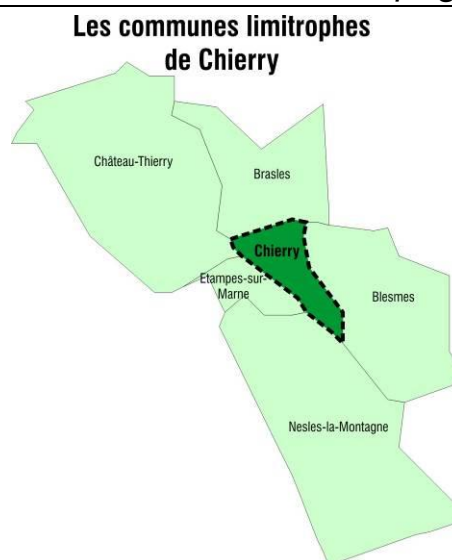 Les communes limitrophes
de Chierry
Château-Thierry
Brasles
Chierry
Etampes-sur-
Marne
Blesmes
Nesles-la-Montagne